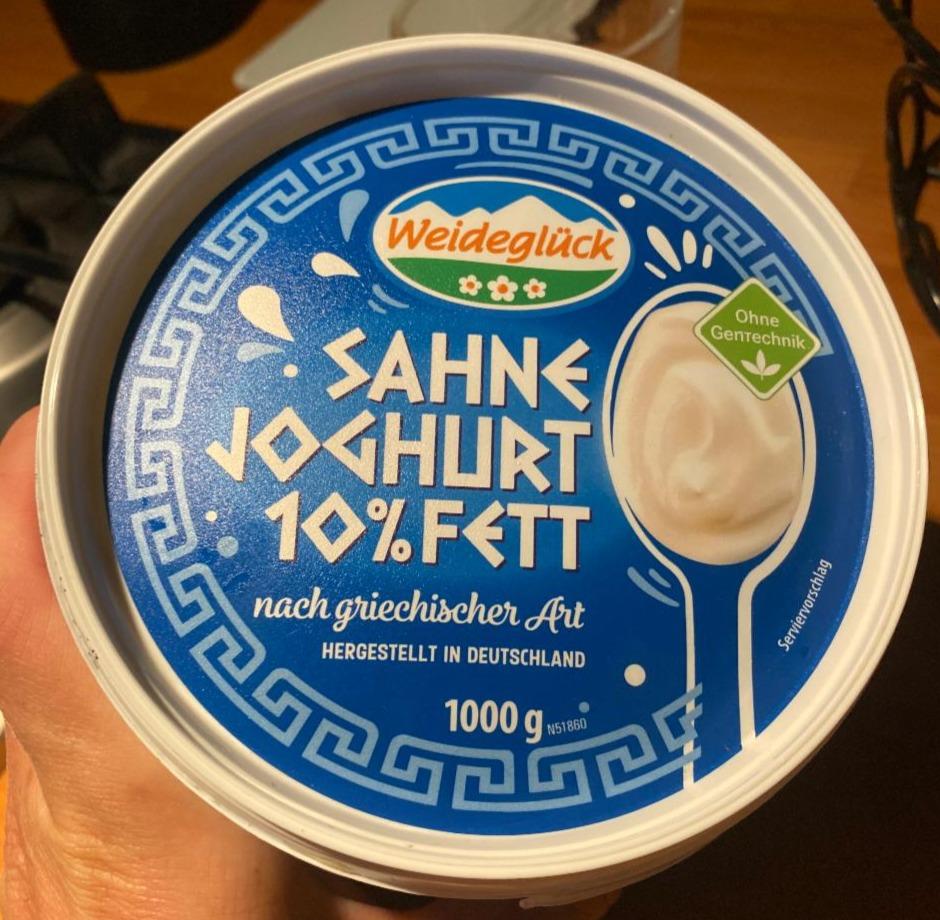 Weideglück
Ohne
GenTechnik
SAHNE
JOGHURT
10% FETT
nach griechischer Art
HERGESTELLT IN DEUTSCHLAND
Serviervorschlag
1000 g
N51860